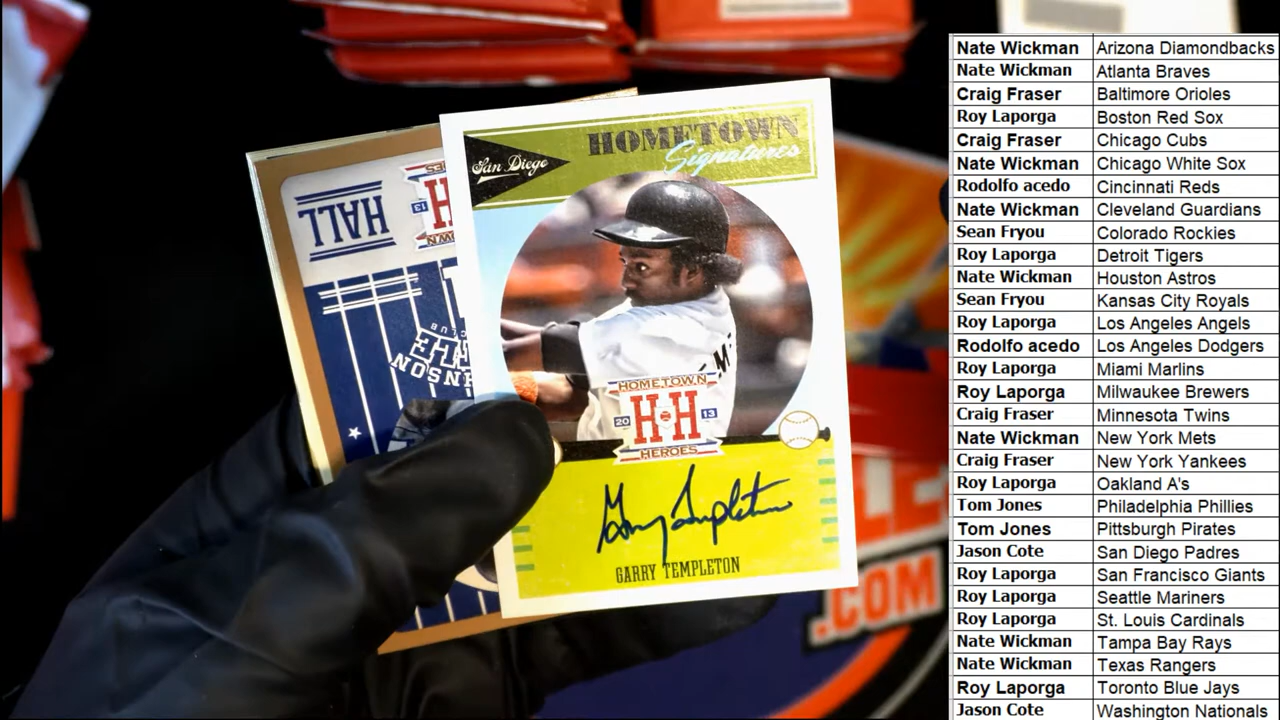 HOMETOWN
Signatures
San Diego
HALL
HOMETOWN
20 HH 13
HEROES
Garry Templeton
GARRY TEMPLETON
13
H
CLUB
.COM
Nate Wickman Arizona Diamondbacks
Nate Wickman Atlanta Braves
Craig Fraser Baltimore Orioles
Roy Laporga Boston Red Sox
Craig Fraser Chicago Cubs
Nate Wickman Chicago White Sox
Rodolfo acedo Cincinnati Reds
Nate Wickman Cleveland Guardians
Sean Fryou Colorado Rockies
Roy Laporga Detroit Tigers
Nate Wickman Houston Astros
Sean Fryou Kansas City Royals
Roy Laporga Los Angeles Angels
Rodolfo acedo Los Angeles Dodgers
Roy Laporga Miami Marlins
Roy Laporga Milwaukee Brewers
Craig Fraser Minnesota Twins
Nate Wickman New York Mets
Craig Fraser New York Yankees
Roy Laporga Oakland A's
Tom Jones Philadelphia Phillies
Tom Jones Pittsburgh Pirates
Jason Cote San Diego Padres
Roy Laporga San Francisco Giants
Roy Laporga Seattle Mariners
Roy Laporga St. Louis Cardinals
Nate Wickman Tampa Bay Rays
Nate Wickman Texas Rangers
Roy Laporga Toronto Blue Jays
Jason Cote Washington Nationals